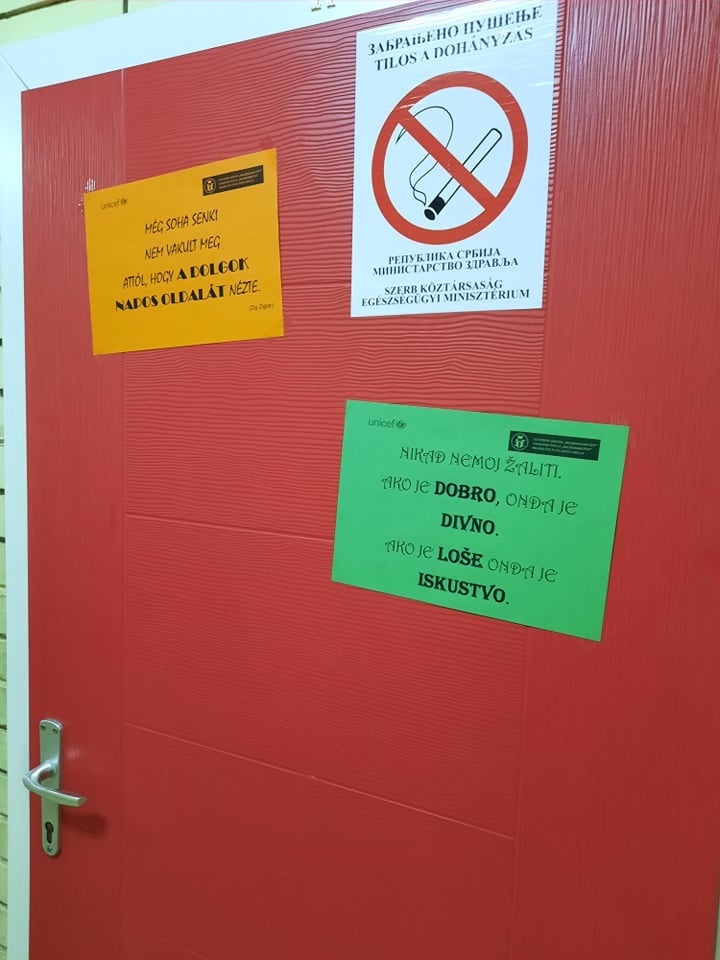 ЗАБРАЊЕНО ПУШЕЊЕ
TILOS A DOHÁNYZÁS
РЕПУБЛИКА СРБИЈА
МИНИСТАРСТВО ЗДРАВЉА
SZERB KÖZTÁRSASÁG
EGÉSZSÉGÜGYI MINISZTÉRIUM
unicef
MÉG SOHA SENKI
NEM VAKULT MEG
ATTÓL, HOGY A DOLGOK
NAPOS OLDALÁT NÉZTE.
(Zig Ziglar)
unicef
NIKAD NEMOJ ŽALITI.
AKO JE DOBRO, ONDA JE
DIVNO.
AKO JE LOŠE ONDA JE
ISKUSTVO.